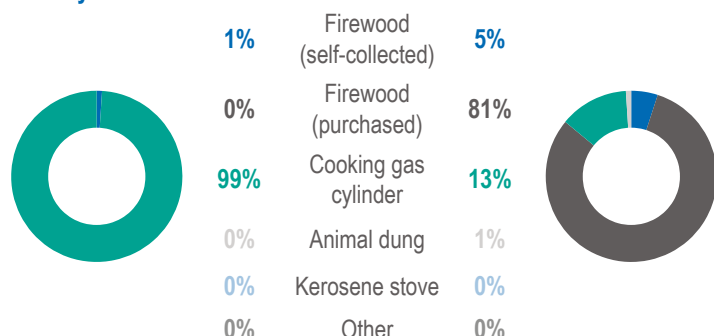 Firewood
1% (self-collected) 5%
Firewood
0% (purchased) 81%
Cooking gas
99% cylinder 13%
0% Animal dung 1%
0% Kerosene stove 0%
0% Other 0%